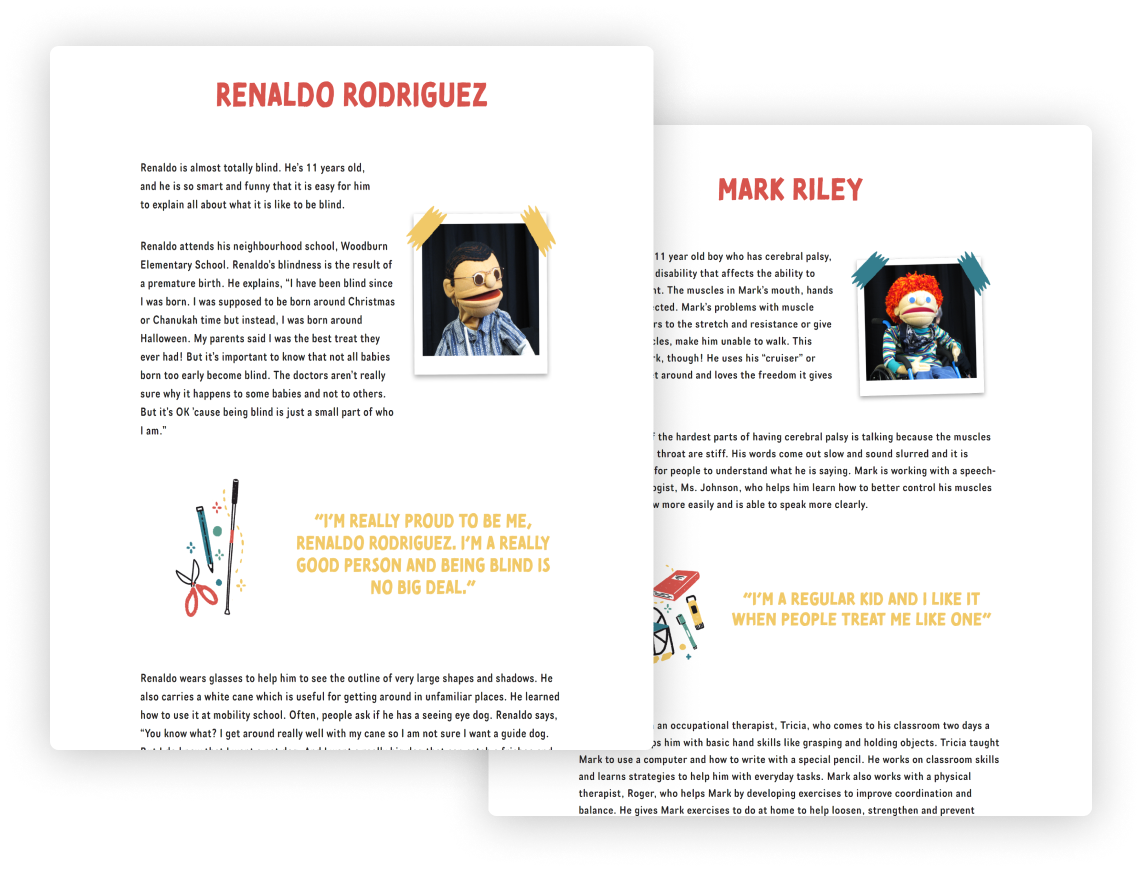 RENALDO RODRIGUEZ
Renaldo is almost totally blind. He's 11 years old,
and he is so smart and funny that it is easy for him
to explain all about what it is like to be blind.
Renaldo attends his neighbourhood school, Woodburn
Elementary School. Renaldo's blindness is the result of
a premature birth. He explains, "I have been blind since
I was born. I was supposed to be born around Christmas
or Chanukah time but instead, I was born around
Halloween. My parents said I was the best treat they
ever had! But it's important to know that not all babies
born too early become blind. The doctors aren't really
sure why it happens to some babies and not to others.
But it's OK 'cause being blind is just a small part of who
I am."
"I'M REALLY PROUD TO BE ME,
RENALDO RODRIGUEZ. I'M A REALLY
GOOD PERSON AND BEING BLIND IS
NO BIG DEAL."
Renaldo wears glasses to help him to see the outline of very large shapes and shadows. He
also carries a white cane which is useful for getting around in unfamiliar places. He learned
how to use it at mobility school. Often, people ask if he has a seeing eye dog. Renaldo says,
"You know what? I get around really well with my cane so I am not sure I want a guide dog.
MARK RILEY
11 year old boy who has cerebral palsy,
disability that affects the ability to
The muscles in Mark's mouth, hands
Mark's problems with muscle
to the stretch and resistance or give
make him unable to walk. This
though! He uses his "cruiser" or
around and loves the freedom it gives
the hardest parts of having cerebral palsy is talking because the muscles
throat are stiff. His words come out slow and sound slurred and it is
for people to understand what he is saying. Mark is working with a speech-
Ms. Johnson, who helps him learn how to better control his muscles
more easily and is able to speak more clearly.
"I'M A REGULAR KID AND I LIKE IT
WHEN PEOPLE TREAT ME LIKE ONE"
an occupational therapist, Tricia, who comes to his classroom two days a
him with basic hand skills like grasping and holding objects. Tricia taught
Mark to use a computer and how to write with a special pencil. He works on classroom skills
and learns strategies to help him with everyday tasks. Mark also works with a physical
therapist, Roger, who helps Mark by developing exercises to improve coordination and
balance. He gives Mark exercises to do at home to help loosen, strengthen and prevent